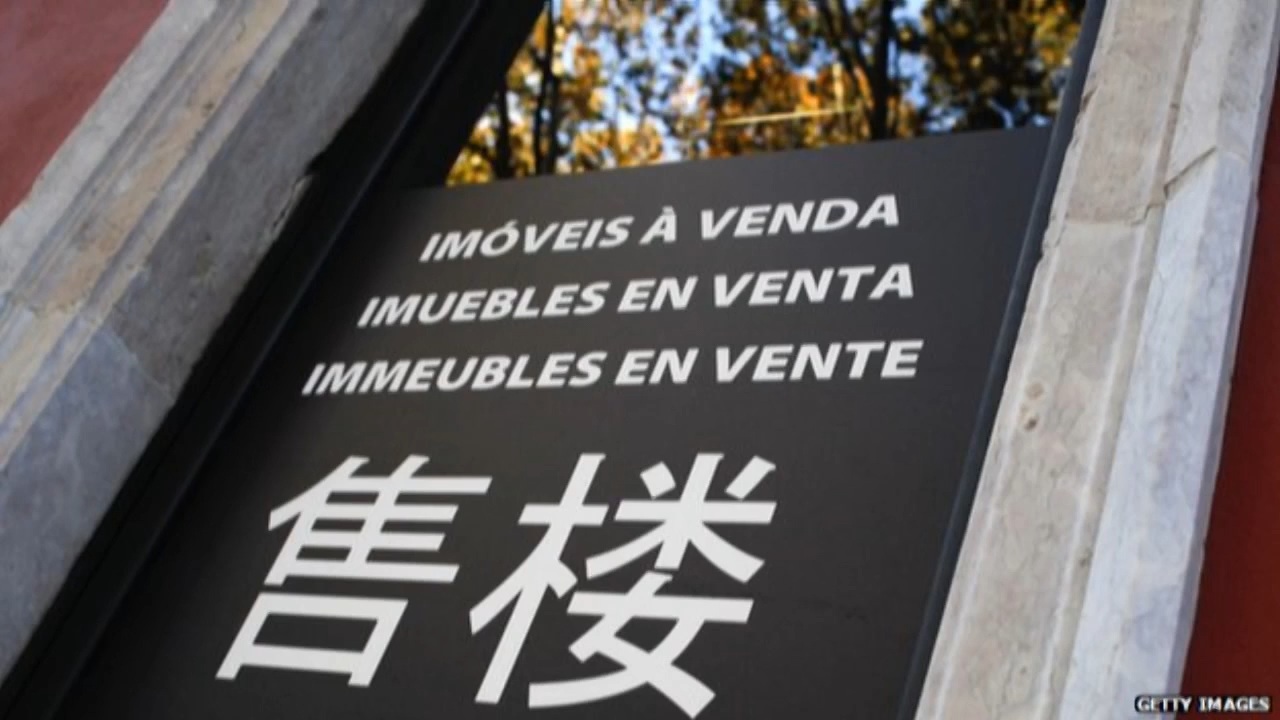 IMÓVEIS À VENDA
IMUEBLES EN VENTA
IMMEUBLES EN VENTE
售楼
GETTY IMAGES